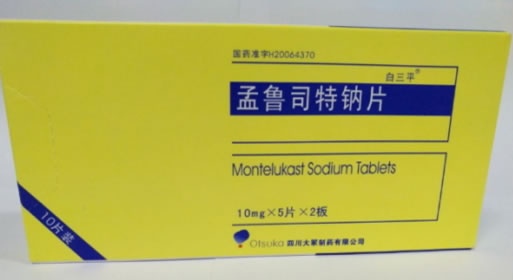 国药准字H20064370
白三平®
孟鲁司特钠片
Montelukast Sodium Tablets
10mg×5片×2板
10片装
Otsuka 四川大冢制药有限公司